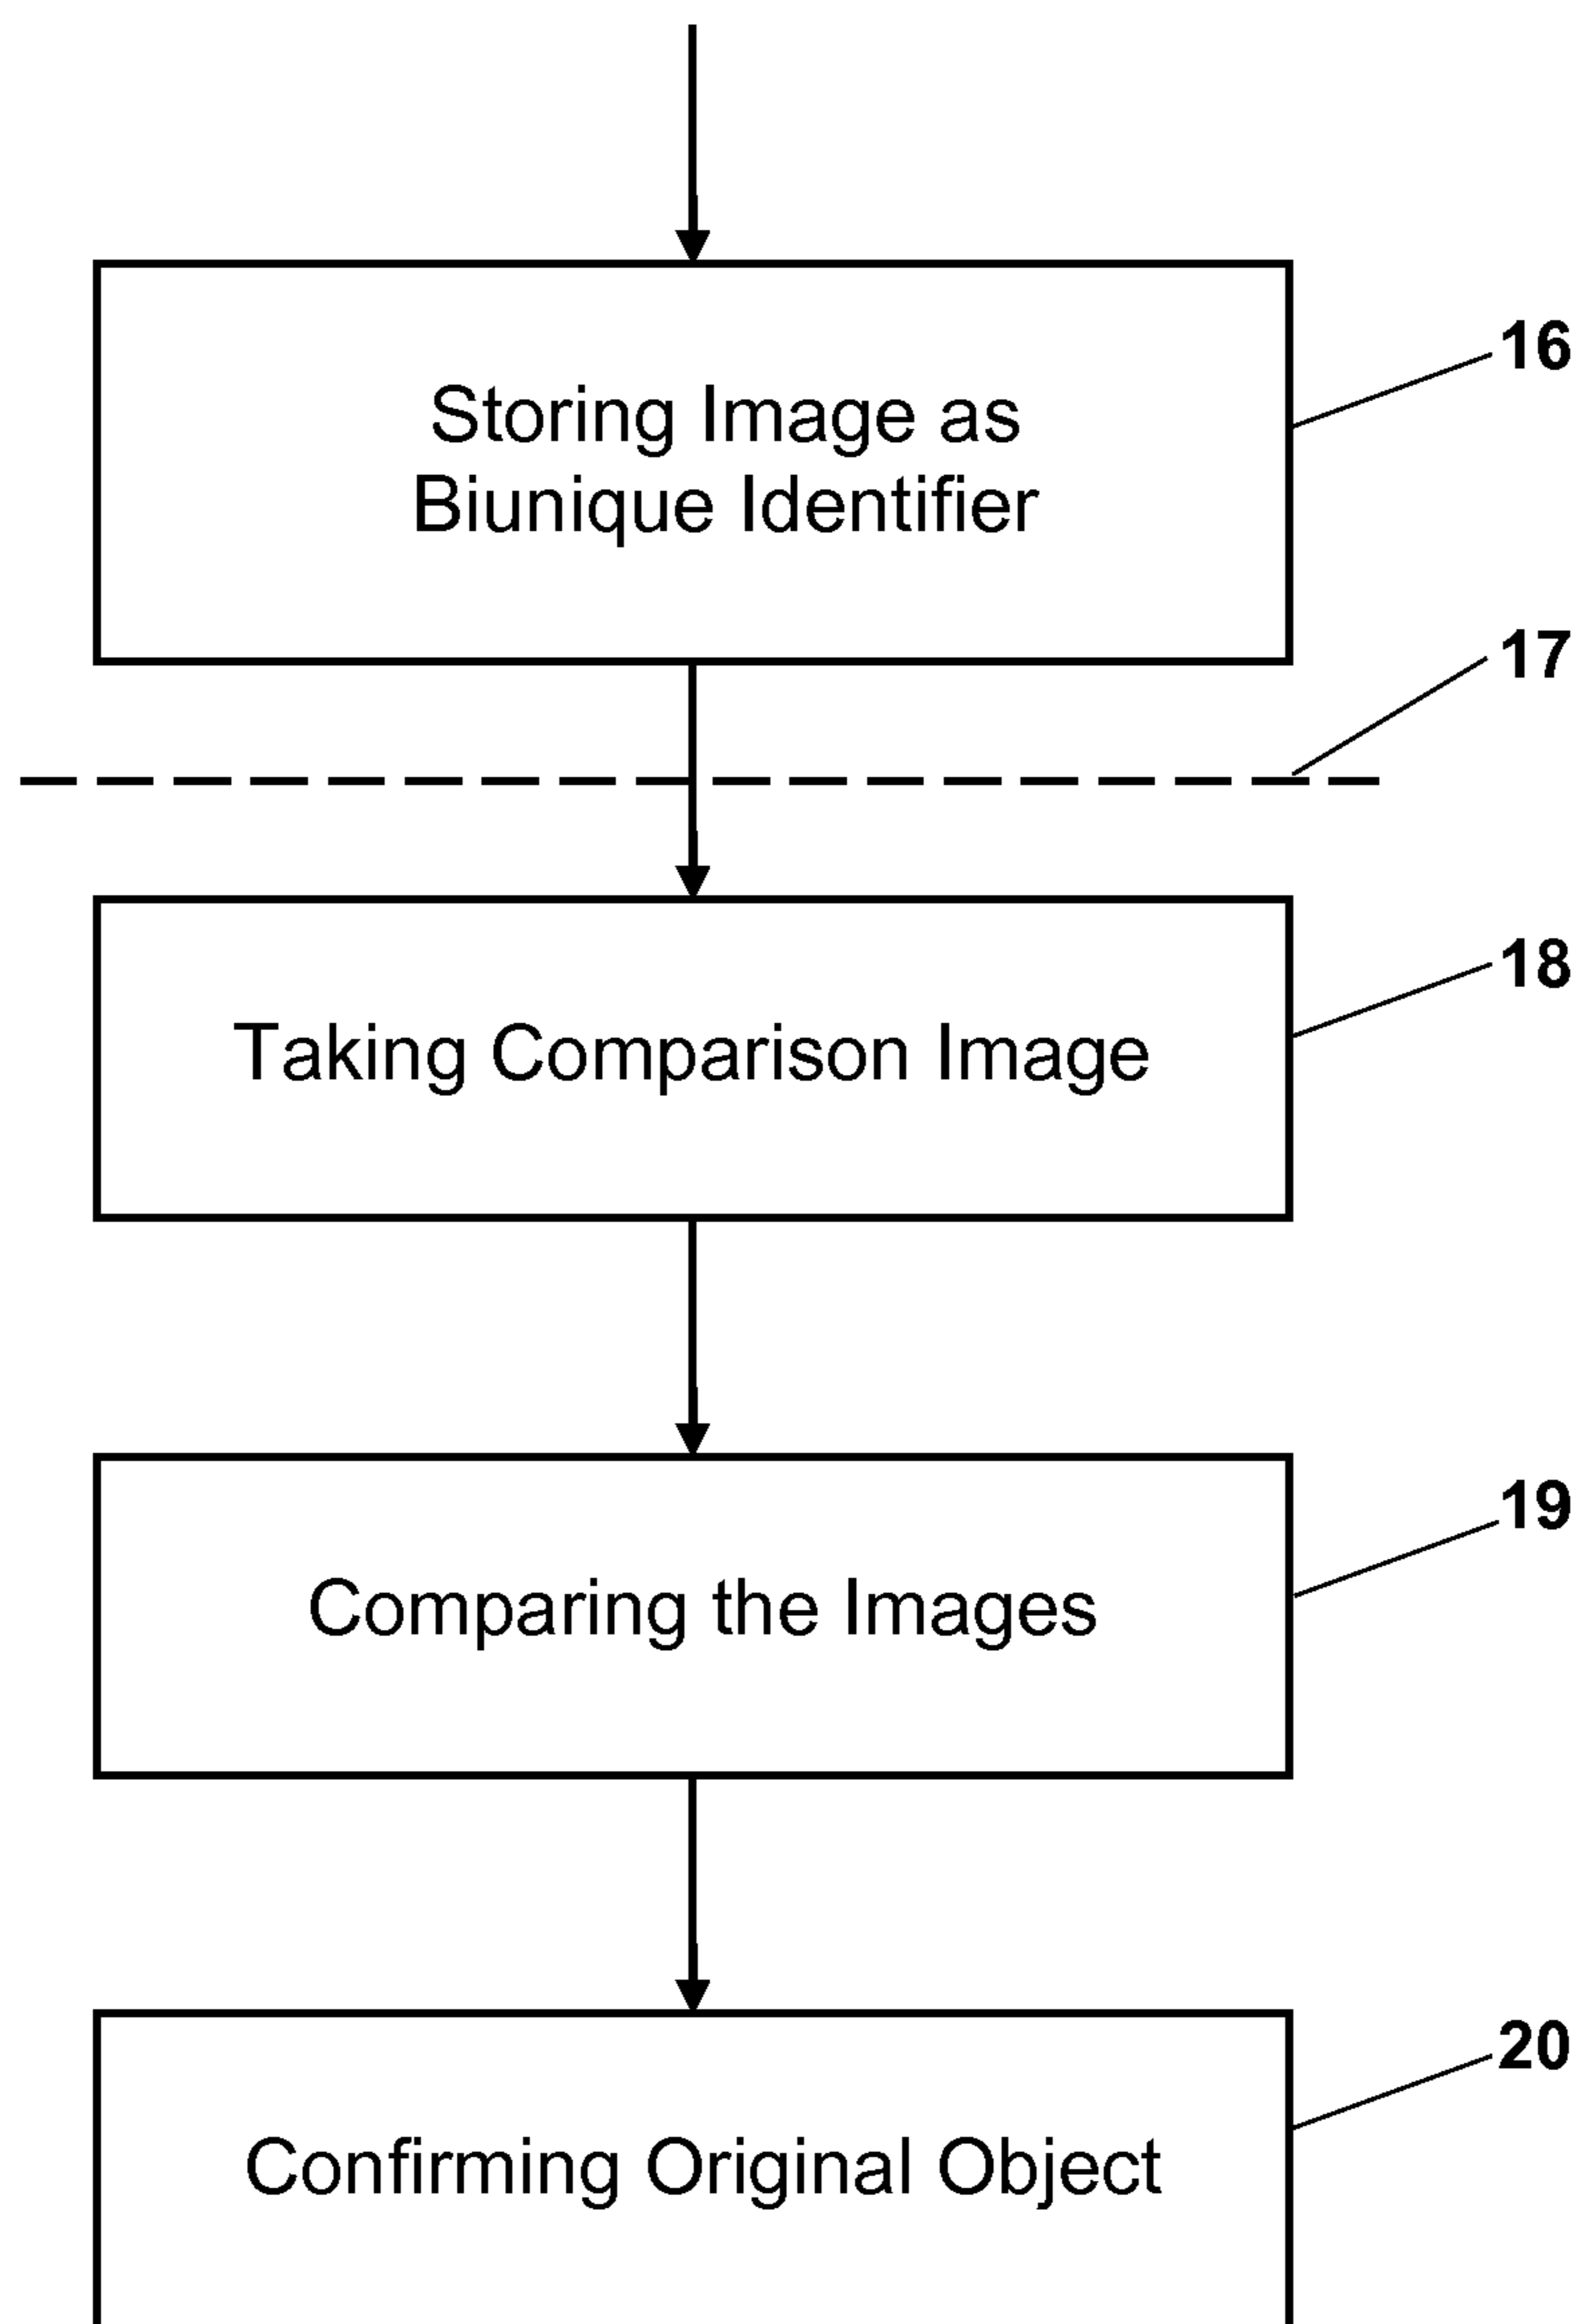 16
Storing Image as
Biunique Identifier
17
18
Taking Comparison Image
19
Comparing the Images
20
Confirming Original Object